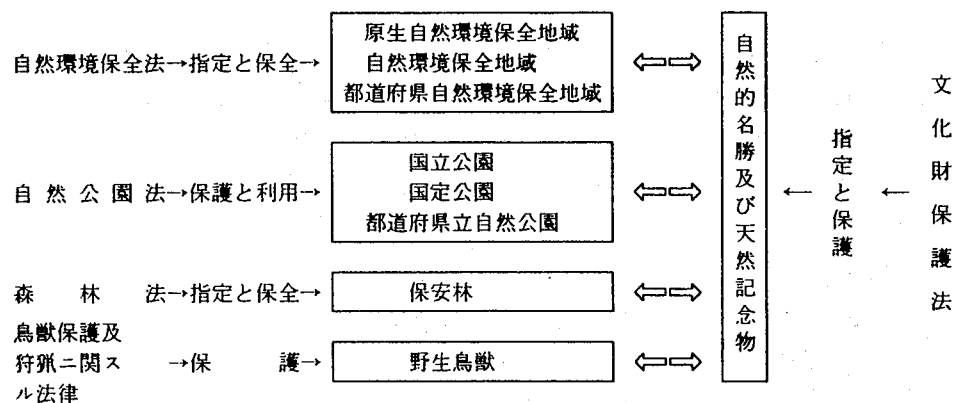 原生自然環境保全地域
自然環境保全法→指定と保全→ 自然環境保全地域
都道府県自然環境保全地域
国立公園
自然公園法→保護と利用→ 国定公園
都道府県立自然公園
森林法→指定と保全→ 保安林
鳥獣保護及
狩猟ニ関ス →保護→ 野生鳥獣
ル法律
自然的名勝及び天然記念物
← 指定と保護
← 文化財保護法